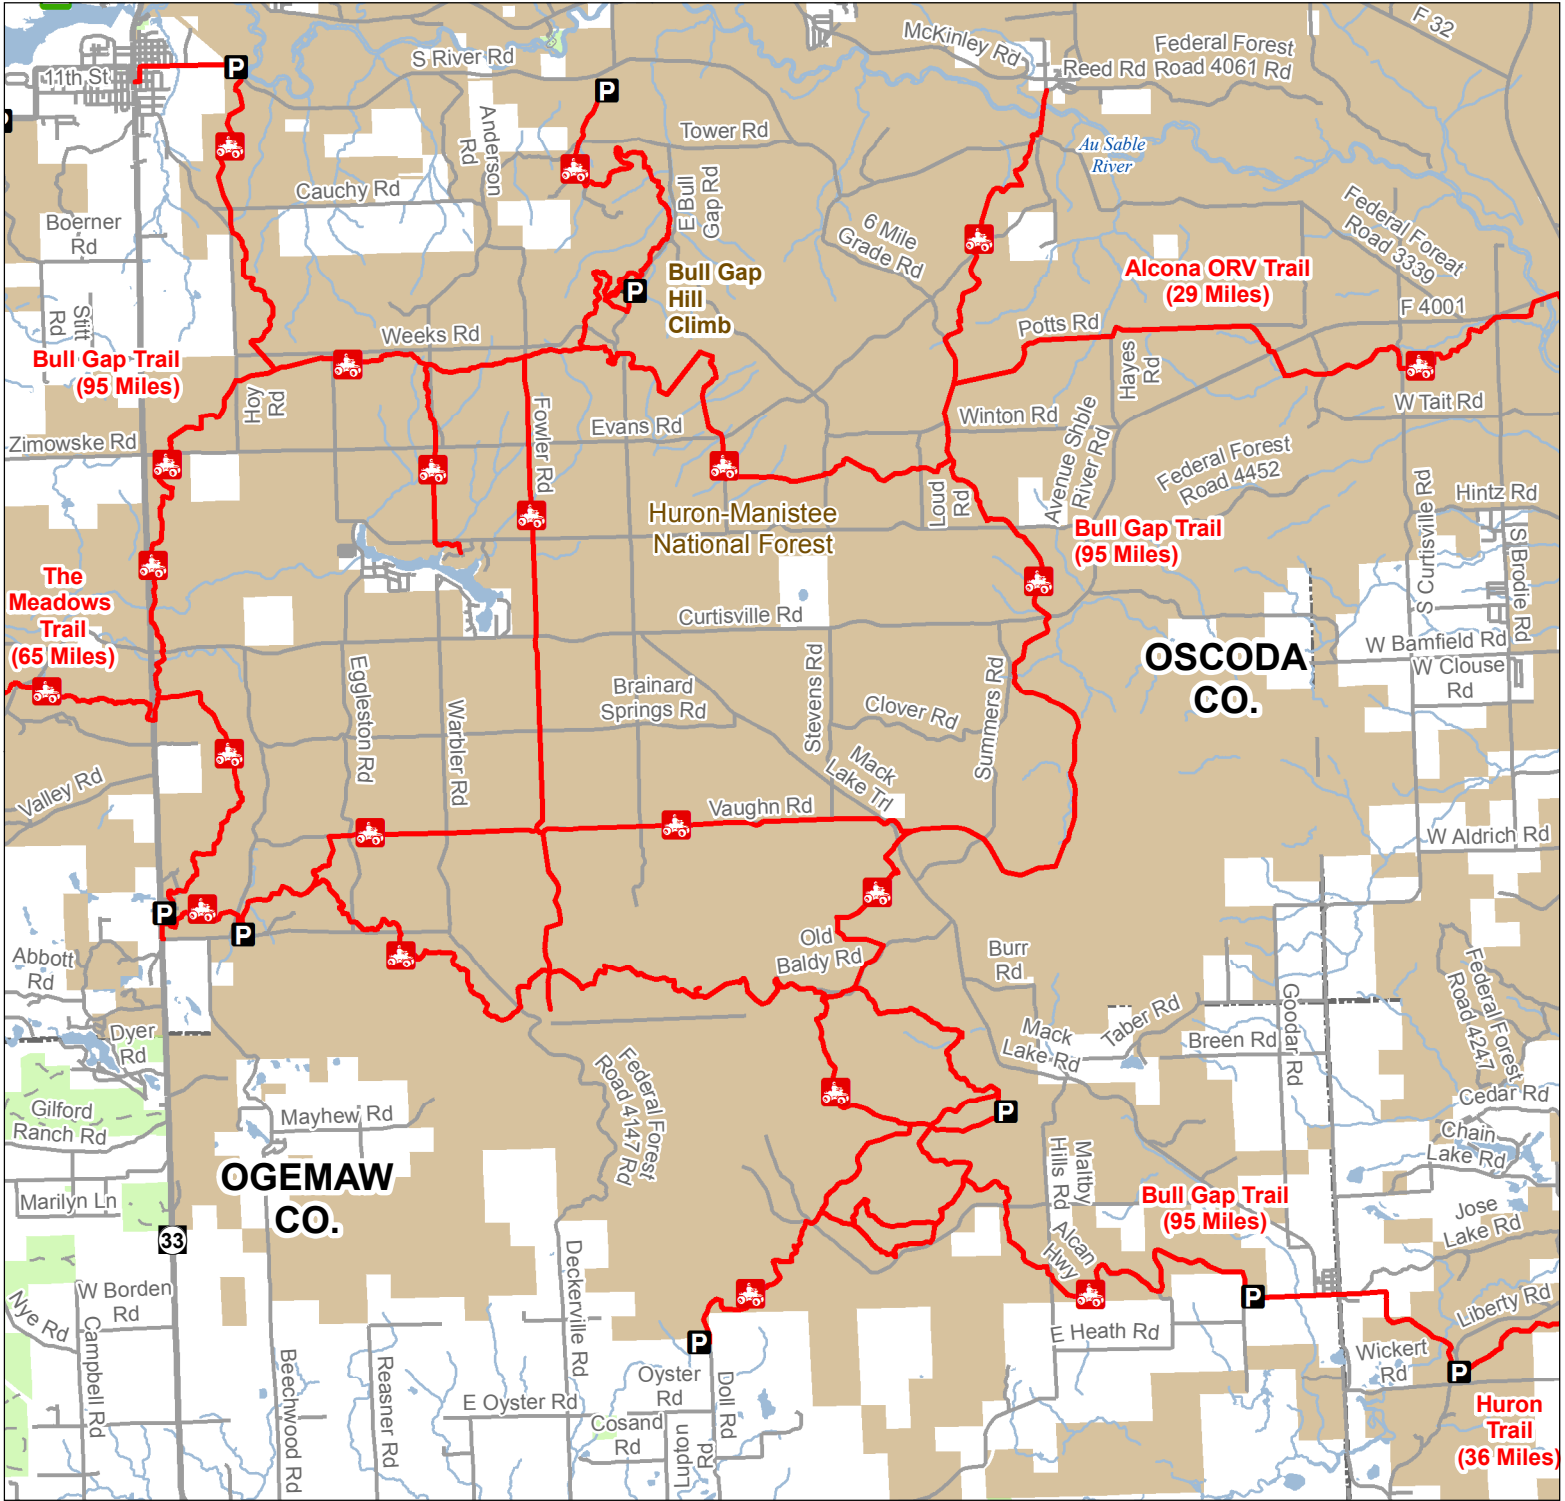 F 32
McKinley Rd
Federal Forest
Reed Rd Road 4061 Rd
S River Rd
11th St
P
P
Anderson
Rd
Tower Rd
Au Sable
River
Cauchy Rd
E Bull
Gap Rd
Boerner
Rd
6 Mile
Grade Rd
Federal Foreat
Road 3339
Alcona ORV Trail
(29 Miles)
Bull Gap
Hill
Climb
P
Stitt
Rd
F 4001
Potts Rd
Weeks Rd
Bull Gap Trail
(95 Miles)
Hayes
Rd
Hoy
Rd
Fowler Rd
W Tait Rd
Winton Rd
Evans Rd
Zimowske Rd
Avenue Shible
River Rd
Federal Forest
Road 4452
Loud
Rd
S Curtisville Rd
Hintz Rd
Huron-Manistee
National Forest
Bull Gap Trail
(95 Miles)
S Brodie Rd
The
Meadows
Trail
(65 Miles)
Curtisville Rd
W Bamfield Rd
W Clouse
Rd
OSCODA
CO.
Eggleston Rd
Warbler Rd
Brainard
Springs Rd
Stevens Rd
Clover Rd
Summers Rd
Mack
Lake Trl
Valley Rd
Vaughn Rd
W Aldrich Rd
P
P
Abbott
Rd
Old
Baldy Rd
Burr
Rd
Federal Forest
Road 4247
Goodar Rd
Dyer
Rd
Mack
Lake Rd
Taber Rd
Breen Rd
Federal Forest
Road 4147 Rd
Gilford
Ranch Rd
Mayhew Rd
P
Cedar Rd
Chain
Lake Rd
Maltby
Hills Rd
Marilyn Ln
OGEMAW
CO.
Bull Gap Trail
(95 Miles)
Jose
Lake Rd
33
Alcan
Hwy
Deckerville Rd
W Borden
Rd
Nye Rd
Campbell Rd
P
Liberty Rd
E Heath Rd
P
Wickert
Rd
P
Beechwood Rd
Reasner Rd
Oyster
Rd
Doll Rd
E Oyster Rd
Cosand
Rd
Lupton
Rd
Huron
Trail
(36 Miles)